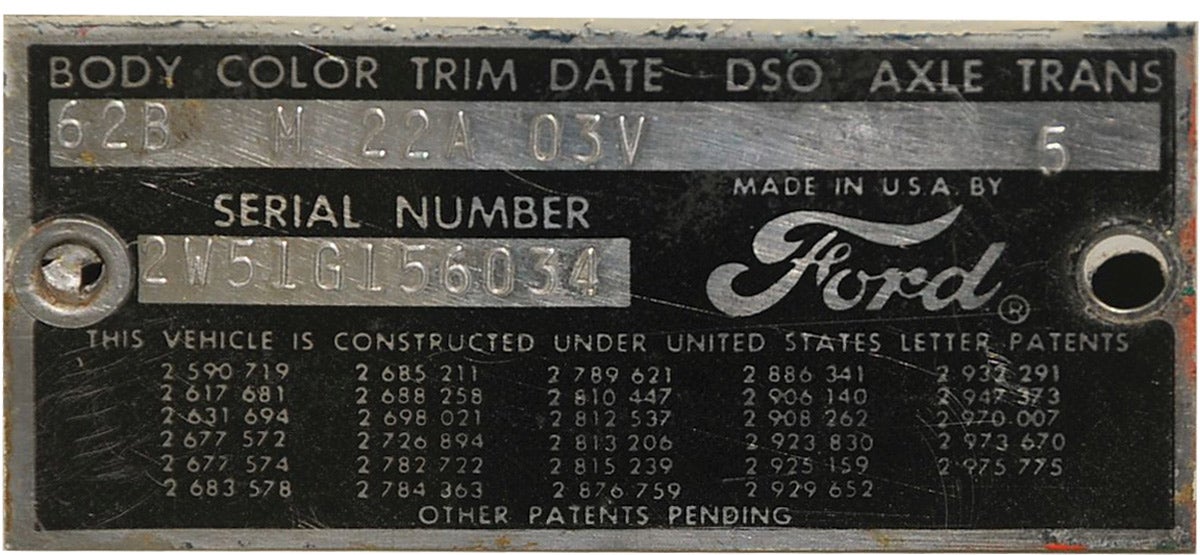 BODY COLOR TRIM DATE DSO AXLE TRANS
62B M 22A 03V 5
MADE IN U.S.A. BY
SERIAL NUMBER
Ford ®
2W51G156034
THIS VEHICLE IS CONSTRUCTED UNDER UNITED STATES LETTER PATENTS
2 590 719 2 685 211 2 789 621 2 886 341 2 932 291
2 617 681 2 688 258 2 810 447 2 906 140 2 947 373
2 631 694 2 698 021 2 812 537 2 908 262 2 970 007
2 677 572 2 726 894 2 813 206 2 923 830 2 973 670
2 677 574 2 782 722 2 815 239 2 925 159 2 975 775
2 683 578 2 784 363 2 876 759 2 929 652
OTHER PATENTS PENDING